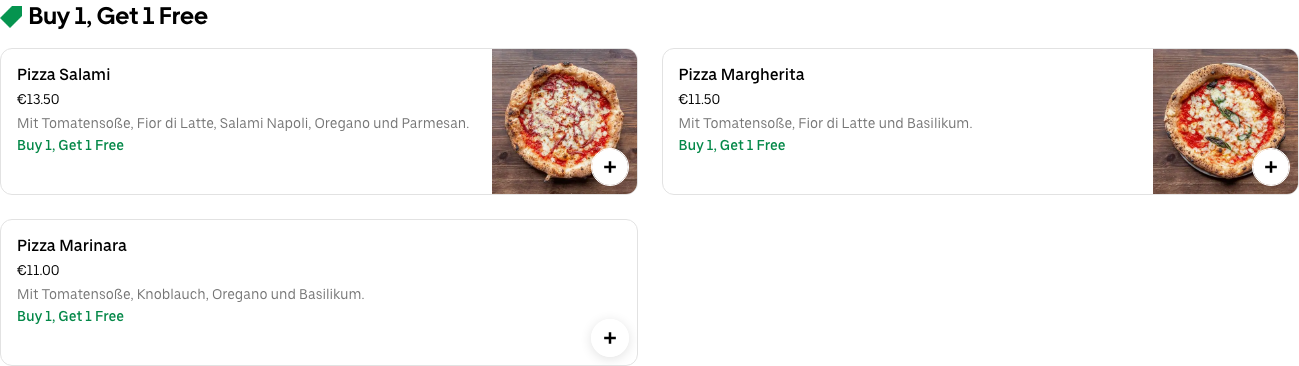 Buy 1, Get 1 Free
Pizza Salami
€13.50
Mit Tomatensoße, Fior di Latte, Salami Napoli, Oregano und Parmesan.
Buy 1, Get 1 Free
Pizza Margherita
€11.50
Mit Tomatensoße, Fior di Latte und Basilikum.
Buy 1, Get 1 Free
Pizza Marinara
€11.00
Mit Tomatensoße, Knoblauch, Oregano und Basilikum.
Buy 1, Get 1 Free